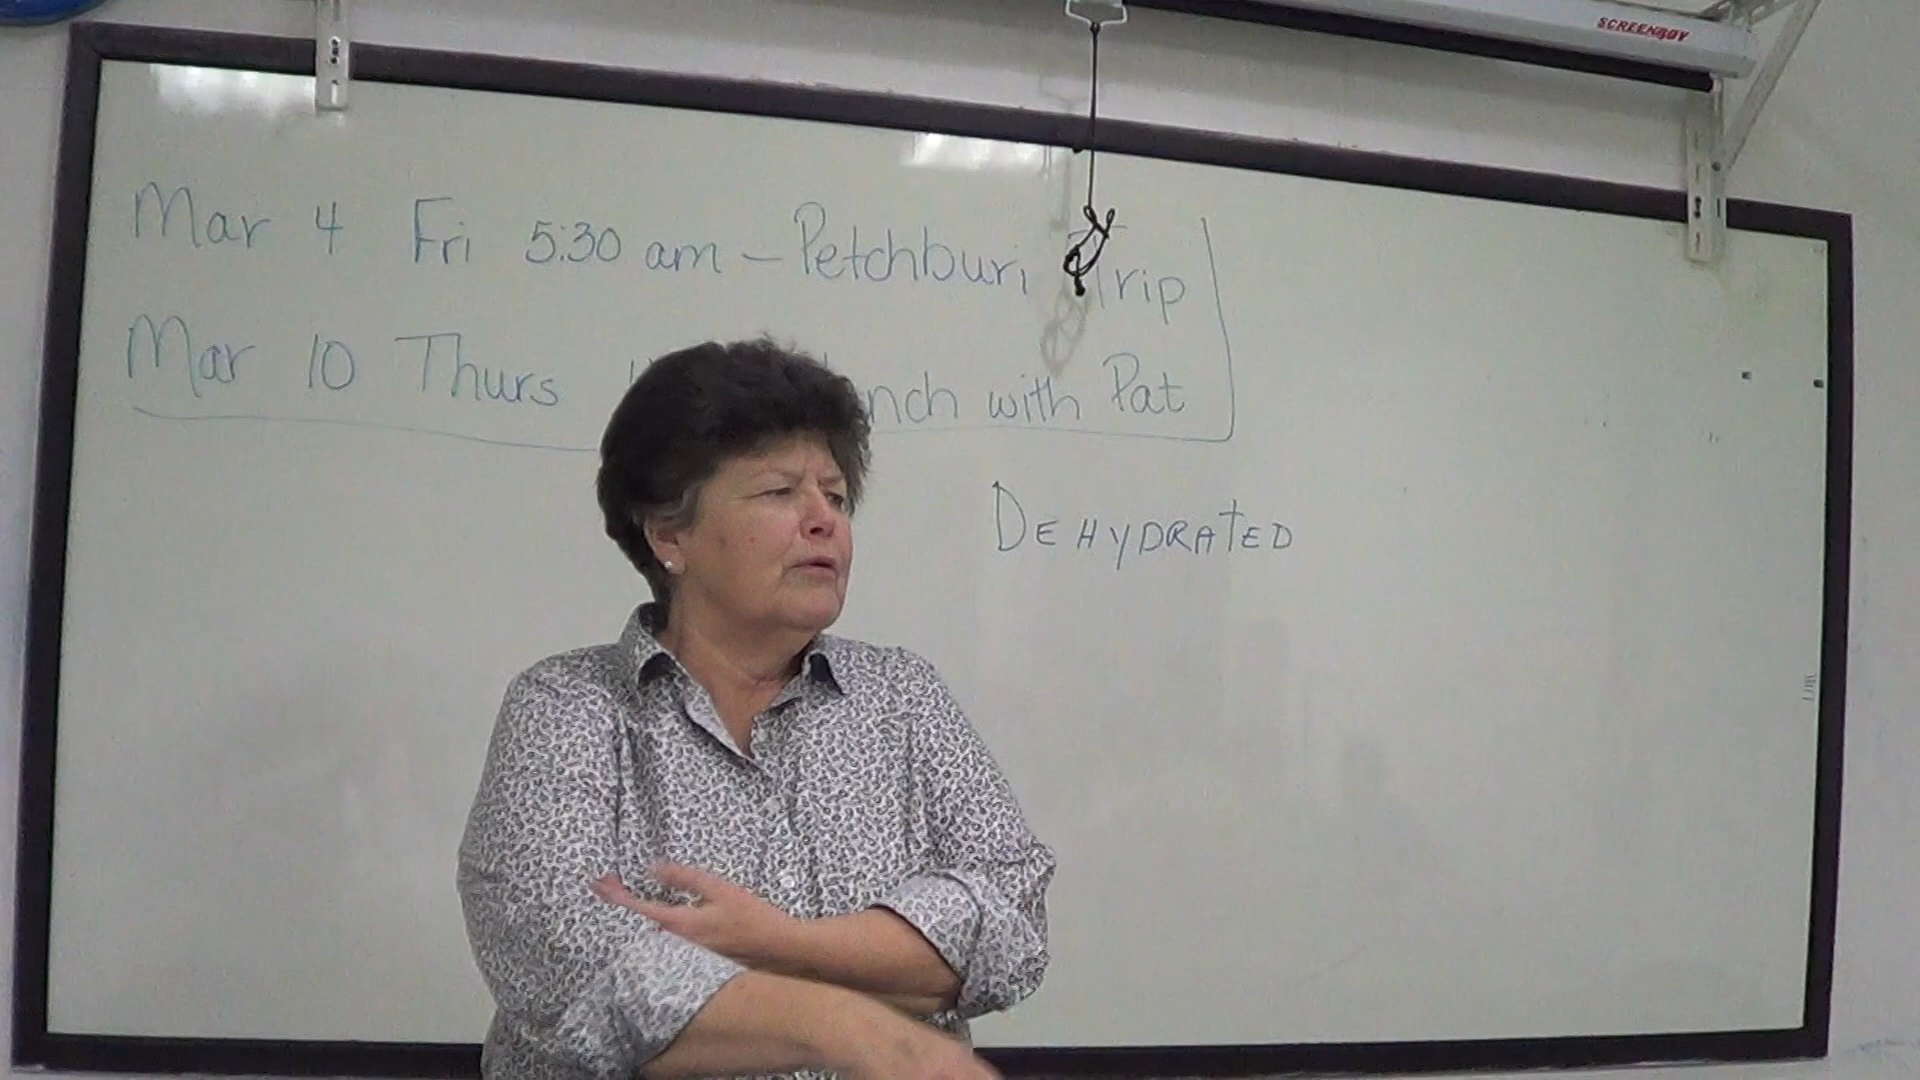 SCREENBOY
Mar 4 Fri 5:30 am – Petchburi Trip
Mar 10 Thurs nch with Pat
DEHYDRATED